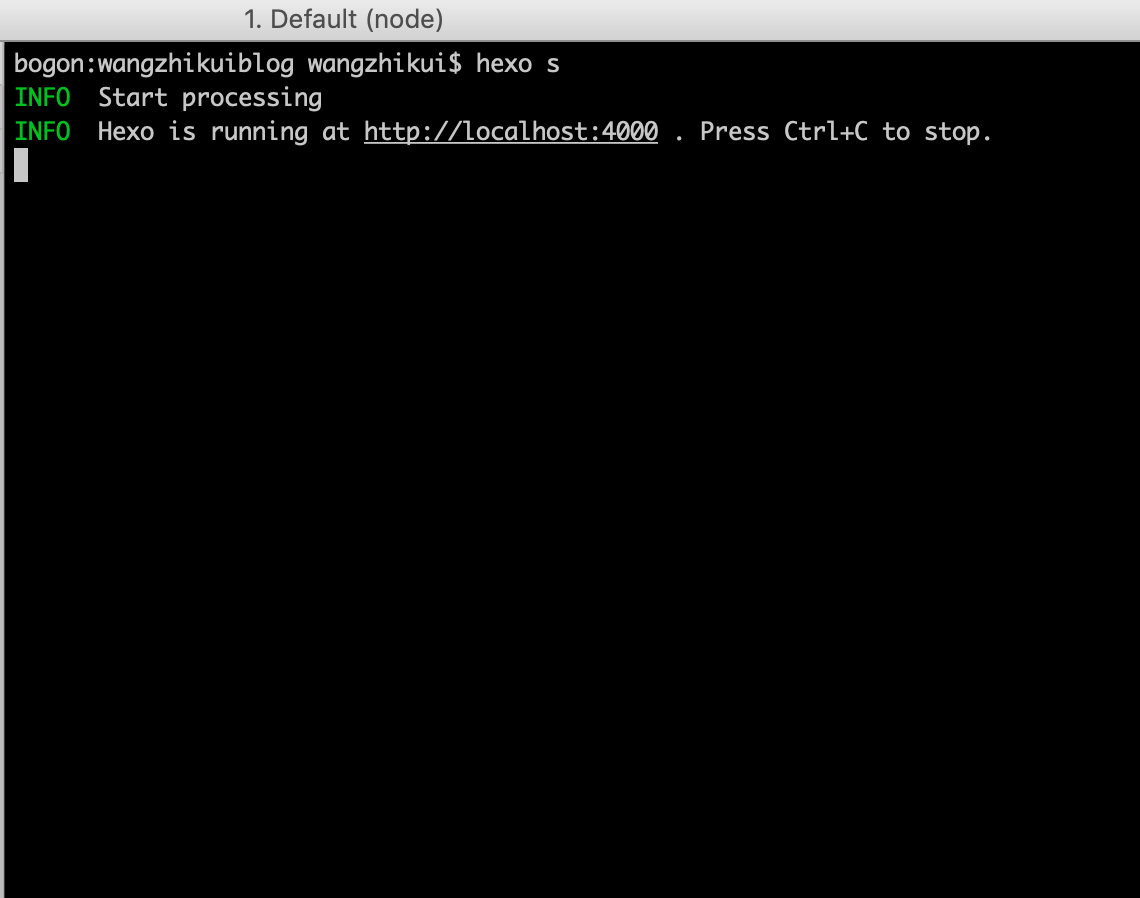 1. Default (node)
bogon:wangzhikuiblog wangzhikui$ hexo s
INFO  Start processing
INFO  Hexo is running at http://localhost:4000 . Press Ctrl+C to stop.